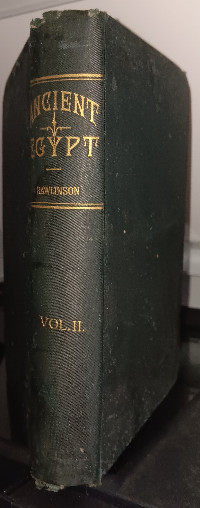 ANCIENT
EGYPT
RAWLINSON
VOL. II.